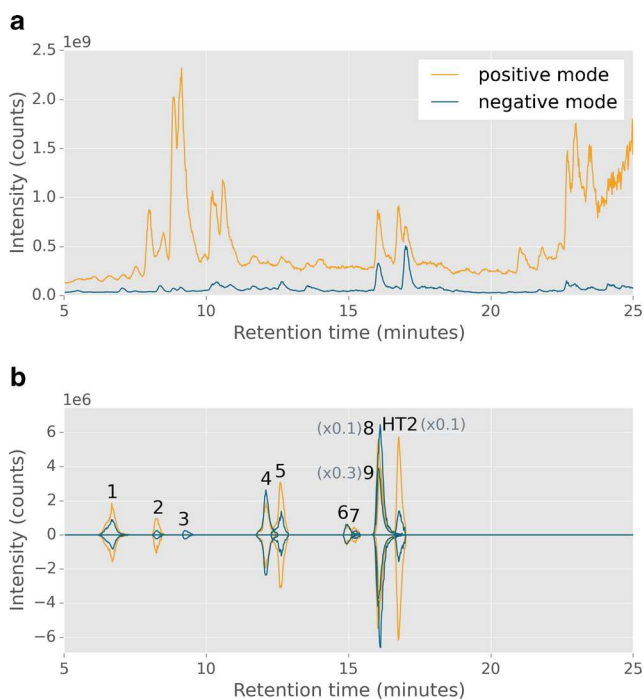 a
1e9
2.5
2.0
1.5
1.0
0.5
0.0
Intensity (counts)
positive mode
negative mode
5 10 15 20 25
Retention time (minutes)
b
1e6
6
4
2
0
−2
−4
−6
Intensity (counts)
(x0.1) 8 HT2 (x0.1)
(x0.3) 9
1 2 3 4 5 6 7
5 10 15 20 25
Retention time (minutes)